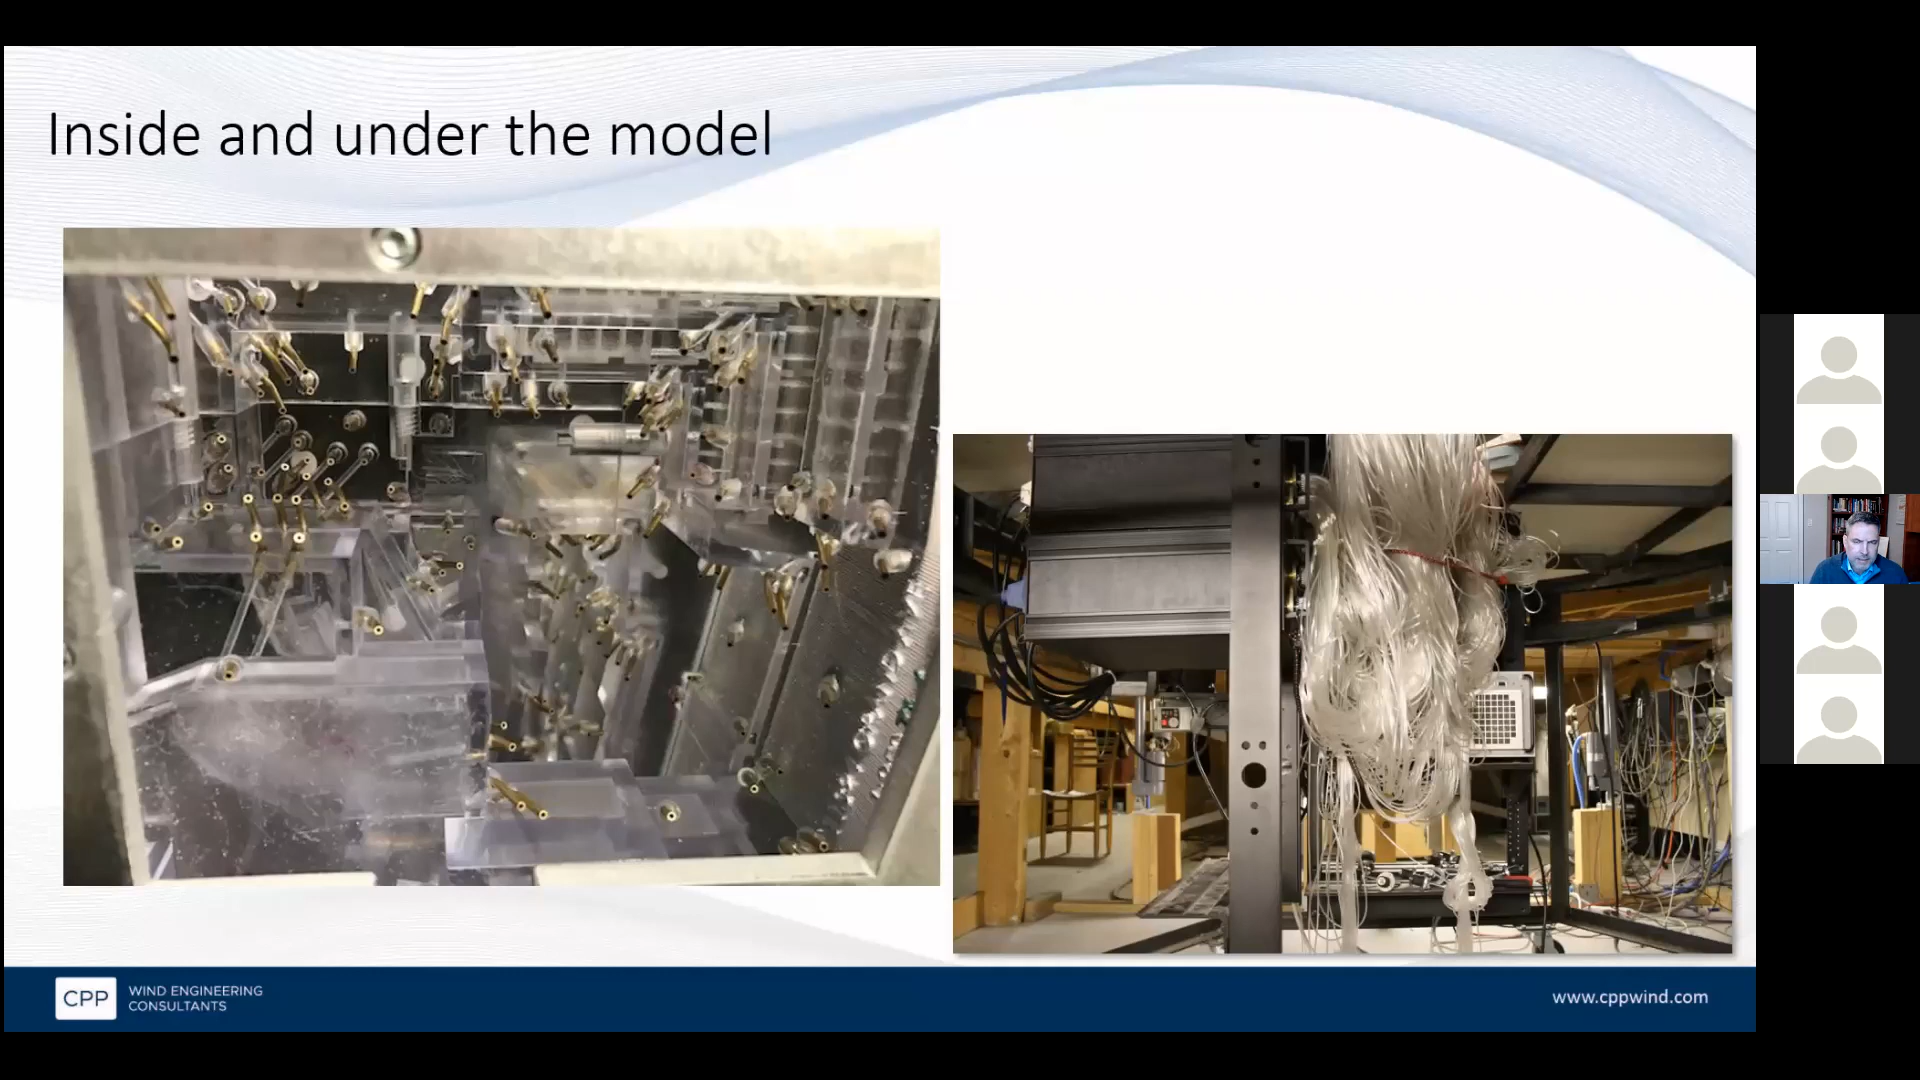 Inside and under the model
CPP
WIND ENGINEERING
CONSULTANTS
www.cppwind.com